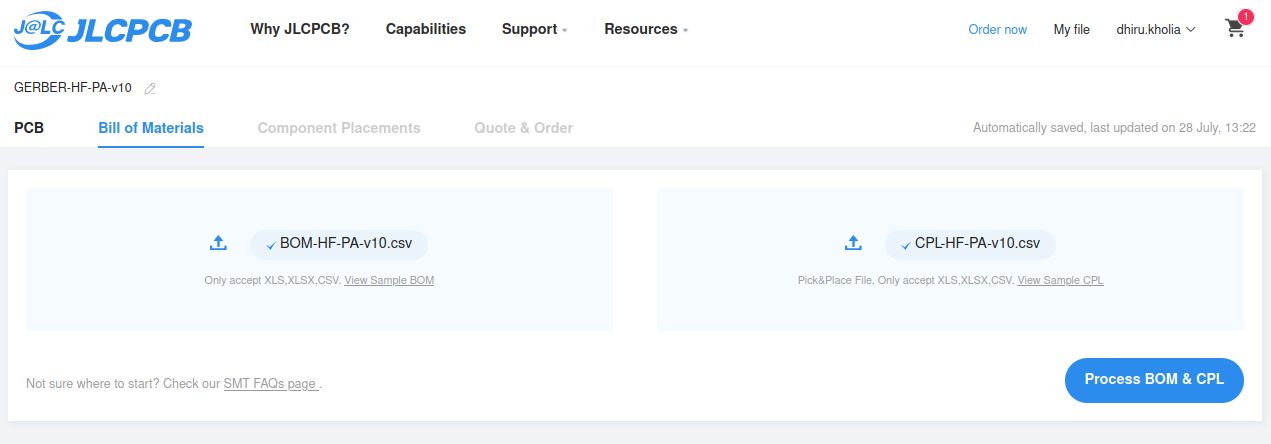 J@LC JLCPCB Why JLCPCB? Capabilities Support Resources Order now My file dhiru.kholia 1
GERBER-HF-PA-v10
PCB Bill of Materials Component Placements Quote & Order Automatically saved, last updated on 28 July, 13:22
BOM-HF-PA-v10.csv
Only accept XLS,XLSX,CSV. View Sample BOM
CPL-HF-PA-v10.csv
Pick&Place File, Only accept XLS,XLSX,CSV. View Sample CPL
Not sure where to start? Check our SMT FAQs page .
Process BOM & CPL